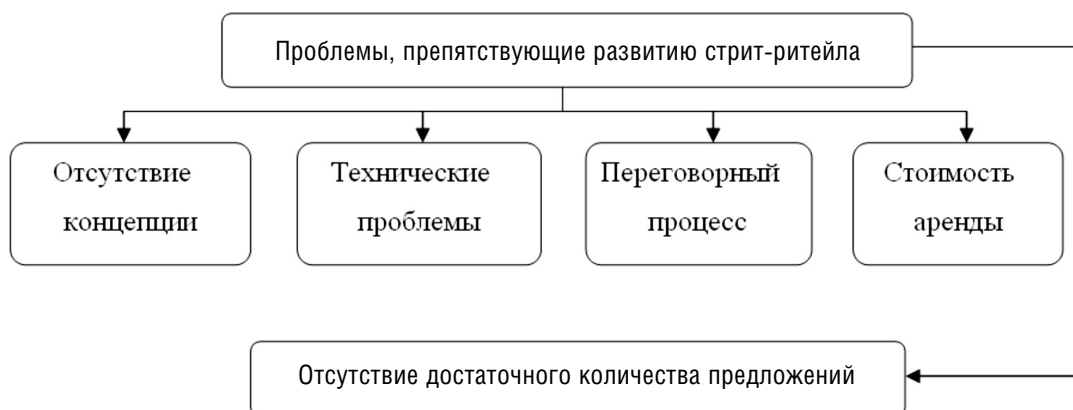 Проблемы, препятствующие развитию стрит-ритейла
Отсутствие
концепции
Технические
проблемы
Переговорный
процесс
Стоимость
аренды
Отсутствие достаточного количества предложений